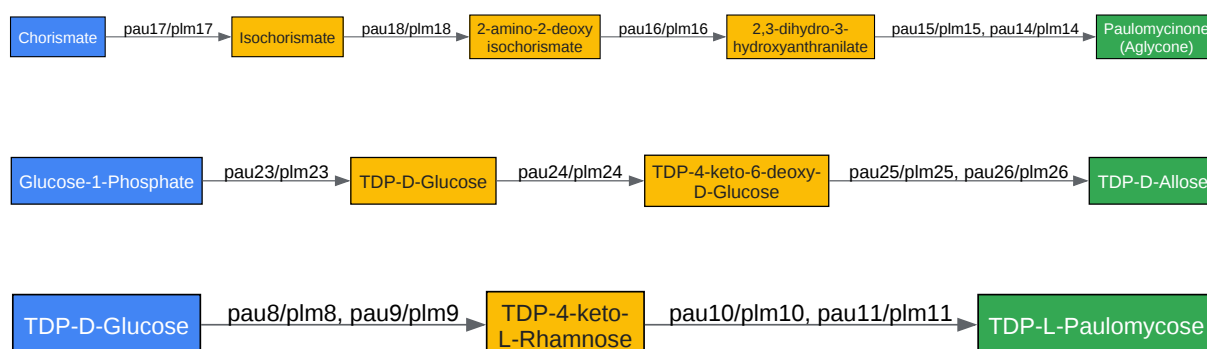 Chorismate
pau17/plm17
Isochorismate
pau18/plm18
2-amino-2-deoxy
isochorismate
pau16/plm16
2,3-dihydro-3-
hydroxyanthranilate
pau15/plm15, pau14/plm14
Paulomycinone
(Aglycone)
Glucose-1-Phosphate
pau23/plm23
TDP-D-Glucose
pau24/plm24
TDP-4-keto-6-deoxy-
D-Glucose
pau25/plm25, pau26/plm26
TDP-D-Allose
TDP-D-Glucose
pau8/plm8, pau9/plm9
TDP-4-keto-
L-Rhamnose
pau10/plm10, pau11/plm11
TDP-L-Paulomycose